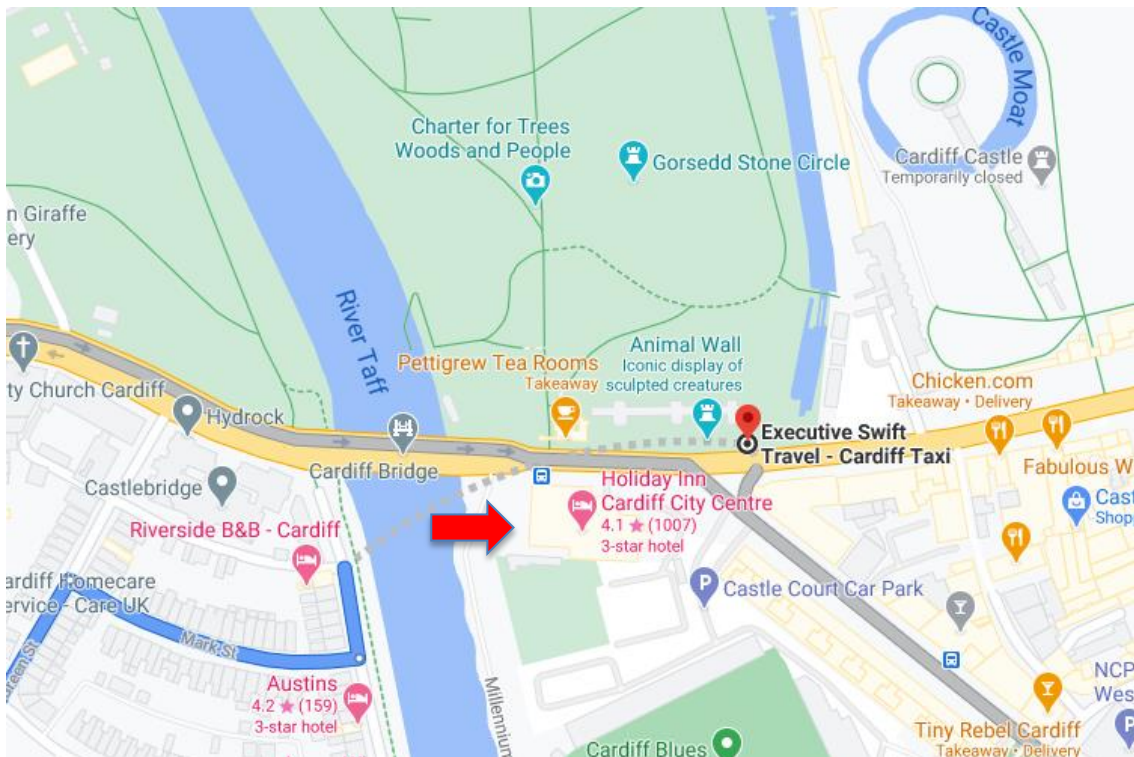 Castle Moat
Charter for Trees
Woods and People
Gorsedd Stone Circle
Cardiff Castle
Temporarily closed
n Giraffe
ery
River Taff
Pettigrew Tea Rooms
Takeaway
Animal Wall
Iconic display of
sculpted creatures
Chicken.com
Takeaway • Delivery
ty Church Cardiff
Hydrock
Cardiff Bridge
Executive Swift
Travel - Cardiff Taxi
Fabulous W
Castlebridge
Holiday Inn
Cardiff City Centre
4.1 ★ (1007)
3-star hotel
Cast
Shopp
Riverside B&B - Cardiff
ardiff Homecare
ervice - Care UK
P
Castle Court Car Park
Mark St
Green St
Austins
4.2 ★ (159)
3-star hotel
Millennium
NCP
Wes
P
Tiny Rebel Cardiff
Takeaway • Delivery
Cardiff Blues